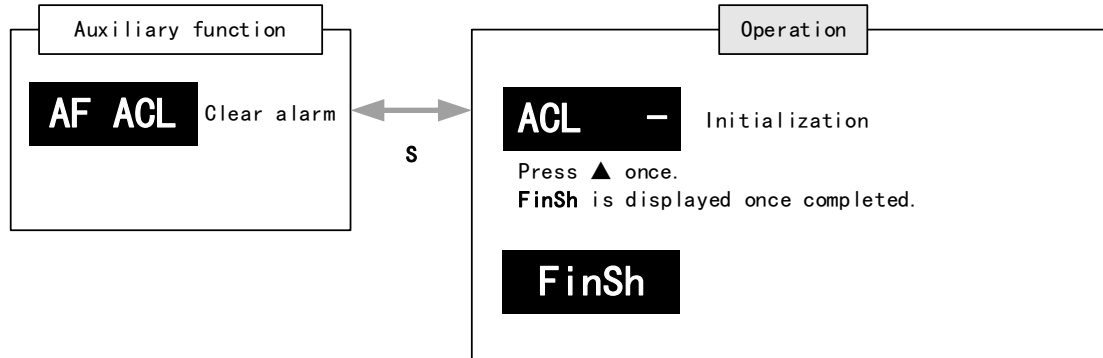 Auxiliary function
AF ACL Clear alarm
S
Operation
ACL − Initialization
Press ▲ once.
FinSh is displayed once completed.
FinSh